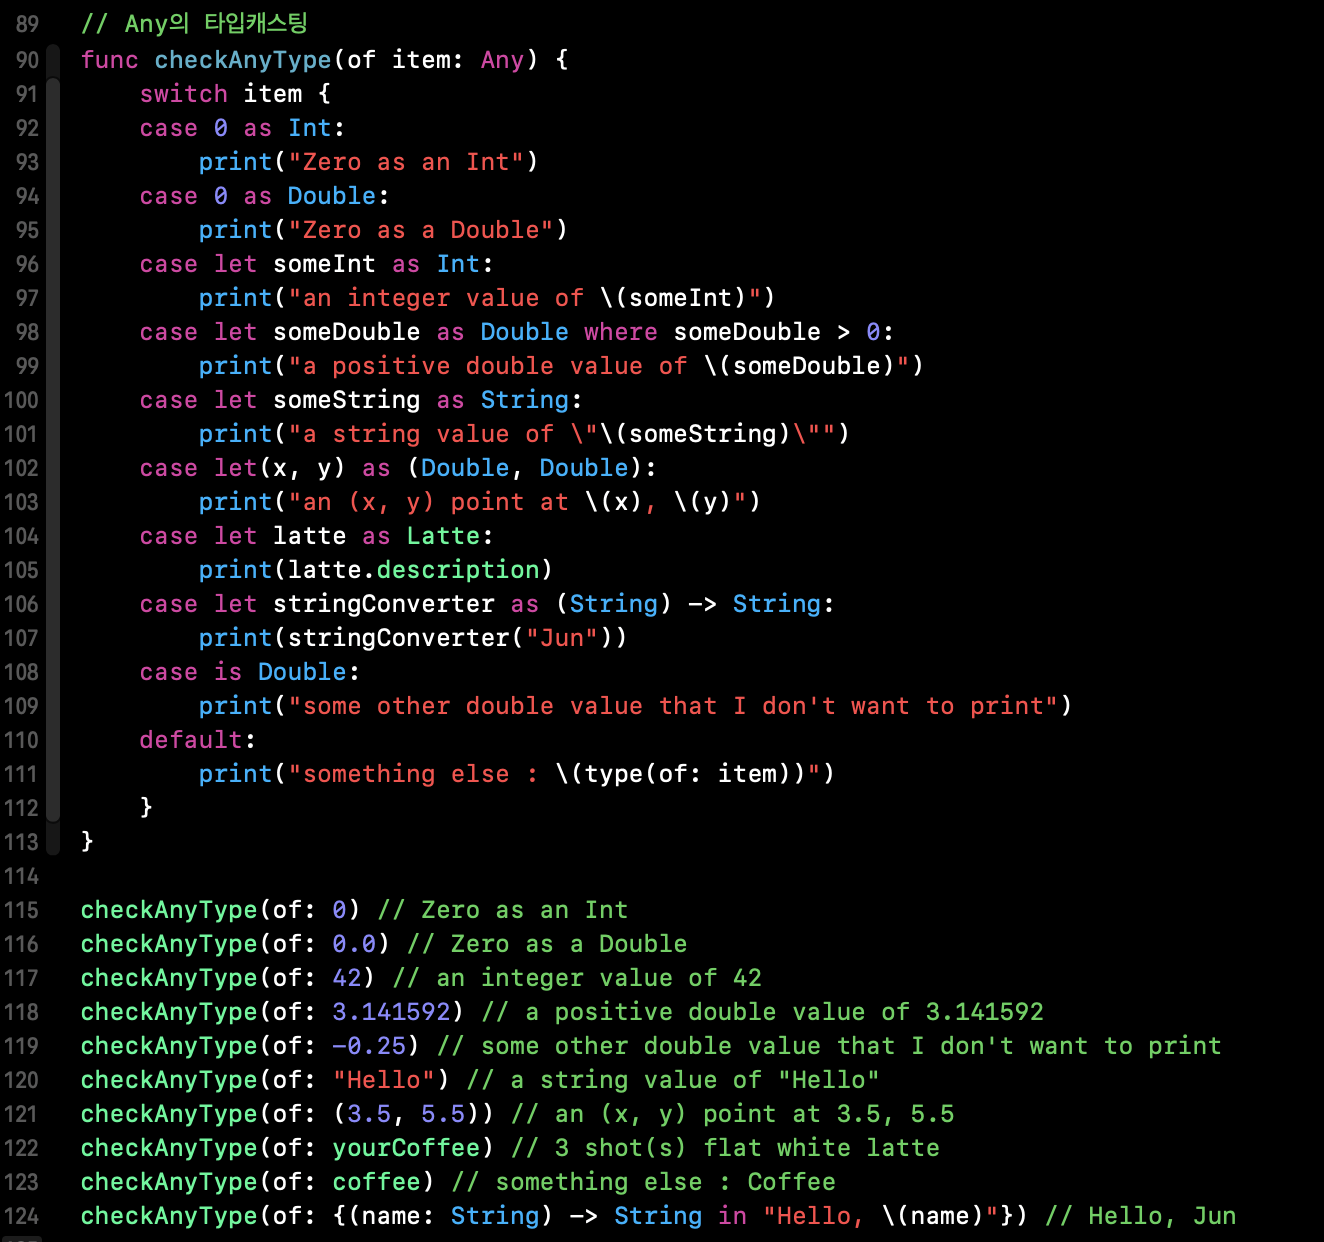 89 // Any의 타입캐스팅
90 func checkAnyType(of item: Any) {
91     switch item {
92     case 0 as Int:
93         print("Zero as an Int")
94     case 0 as Double:
95         print("Zero as a Double")
96     case let someInt as Int:
97         print("an integer value of \(someInt)")
98     case let someDouble as Double where someDouble > 0:
99         print("a positive double value of \(someDouble)")
100     case let someString as String:
101         print("a string value of \"\(someString)\"")
102     case let(x, y) as (Double, Double):
103         print("an (x, y) point at \(x), \(y)")
104     case let latte as Latte:
105         print(latte.description)
106     case let stringConverter as (String) -> String:
107         print(stringConverter("Jun"))
108     case is Double:
109         print("some other double value that I don't want to print")
110     default:
111         print("something else : \(type(of: item))")
112     }
113 }
114
115 checkAnyType(of: 0) // Zero as an Int
116 checkAnyType(of: 0.0) // Zero as a Double
117 checkAnyType(of: 42) // an integer value of 42
118 checkAnyType(of: 3.141592) // a positive double value of 3.141592
119 checkAnyType(of: -0.25) // some other double value that I don't want to print
120 checkAnyType(of: "Hello") // a string value of "Hello"
121 checkAnyType(of: (3.5, 5.5)) // an (x, y) point at 3.5, 5.5
122 checkAnyType(of: yourCoffee) // 3 shot(s) flat white latte
123 checkAnyType(of: coffee) // something else : Coffee
124 checkAnyType(of: {(name: String) -> String in "Hello, \(name)"}) // Hello, Jun